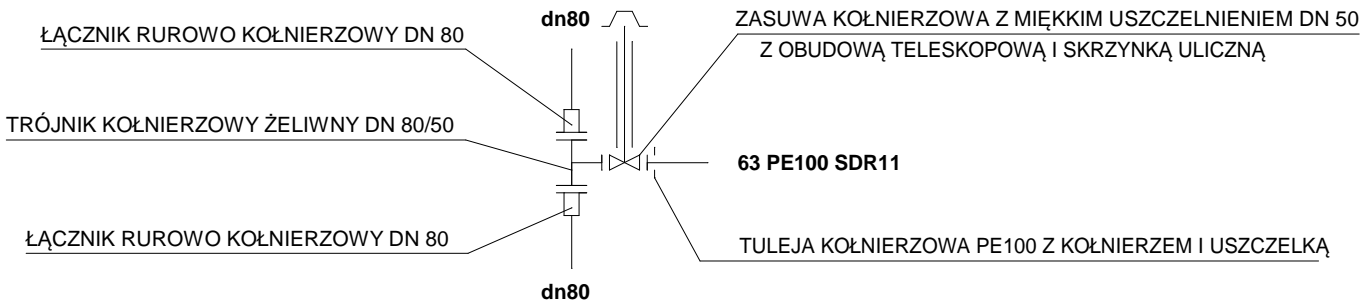 dn80
ZASUWA KOŁNIERZOWA Z MIĘKKIM USZCZELNIENIEM DN 50
Z OBUDOWĄ TELESKOPOWĄ I SKRZYNKĄ ULICZNĄ
ŁĄCZNIK RUROWO KOŁNIERZOWY DN 80
TRÓJNIK KOŁNIERZOWY ŻELIWNY DN 80/50
63 PE100 SDR11
ŁĄCZNIK RUROWO KOŁNIERZOWY DN 80
TULEJA KOŁNIERZOWA PE100 Z KOŁNIERZEM I USZCZELKĄ
dn80